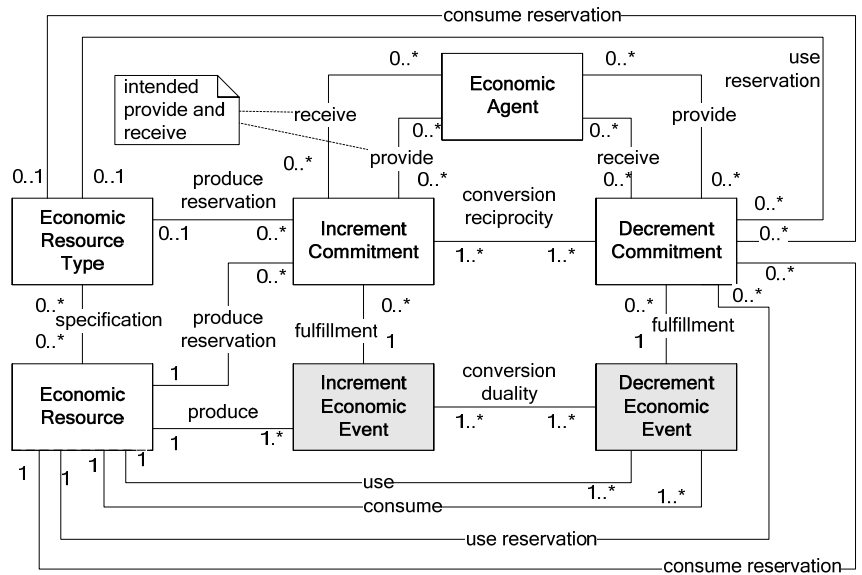 consume reservation
0..*
Economic
Agent
0..*
use
reservation
intended
provide and
receive
receive
provide
0..*
0..*
0..*
provide
receive
0..1
0..1
produce
reservation
0..*
conversion
reciprocity
0..*
0..*
0..*
Economic
Resource
Type
0..1
0..*
Increment
Commitment
1..*
1..*
Decrement
Commitment
0..*
0..*
0..*
0..*
specification
0..*
produce
reservation
0..*
fulfillment
1
0..*
fulfillment
1
0..*
Economic
Resource
1
Increment
Economic
Event
conversion
duality
Decrement
Economic
Event
produce
1
1.*
1..*
1..*
1
1
1
1
use
consume
1..*
1..*
use reservation
consume reservation